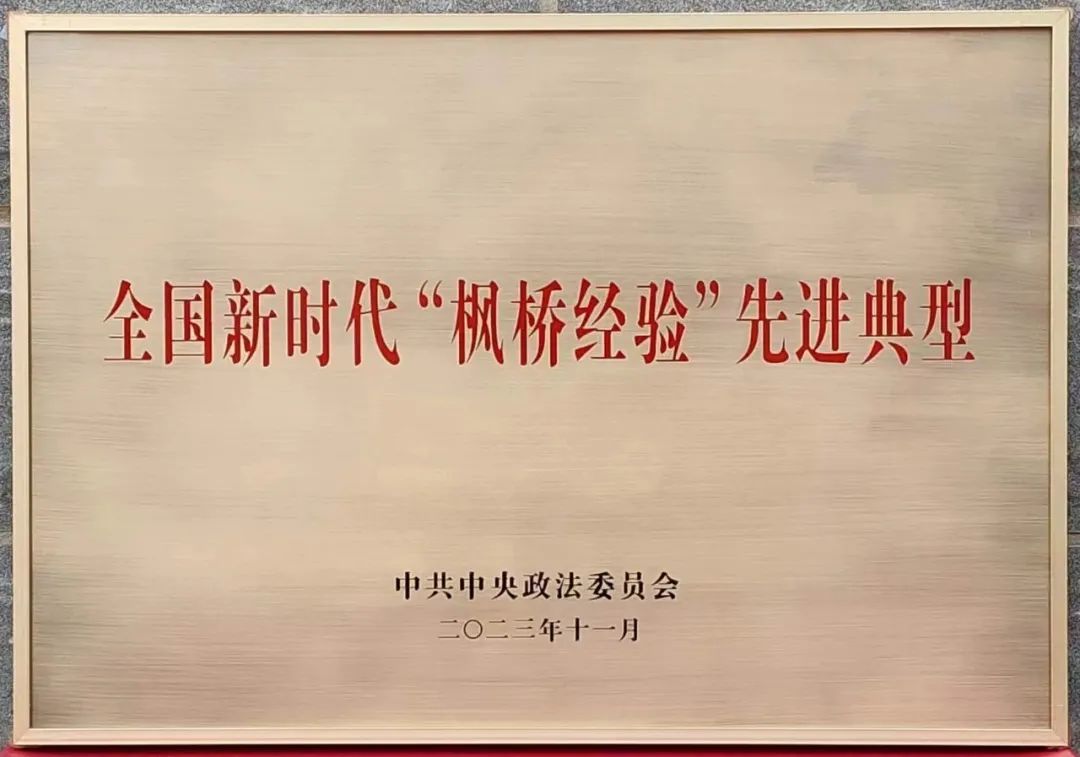 全国新时代“枫桥经验”先进典型
中共中央政法委员会
二〇二三年十一月